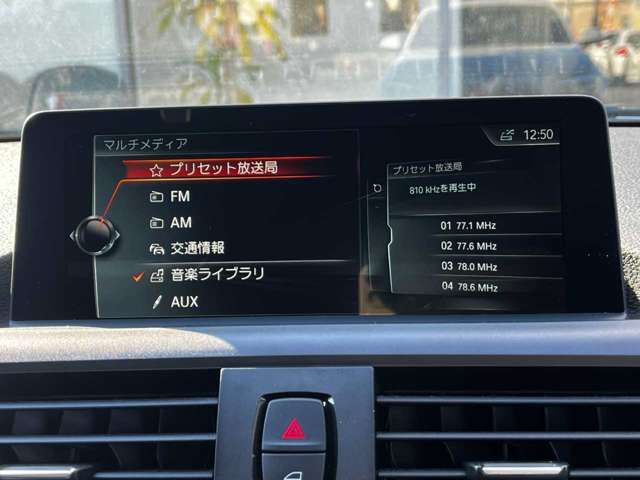 12:50
マルチメディア
プリセット放送局
FM
AM
交通情報
音楽ライブラリ
AUX
プリセット放送局
810 kHzを再生中
01 77.1 MHz
02 77.6 MHz
03 78.0 MHz
04 78.6 MHz